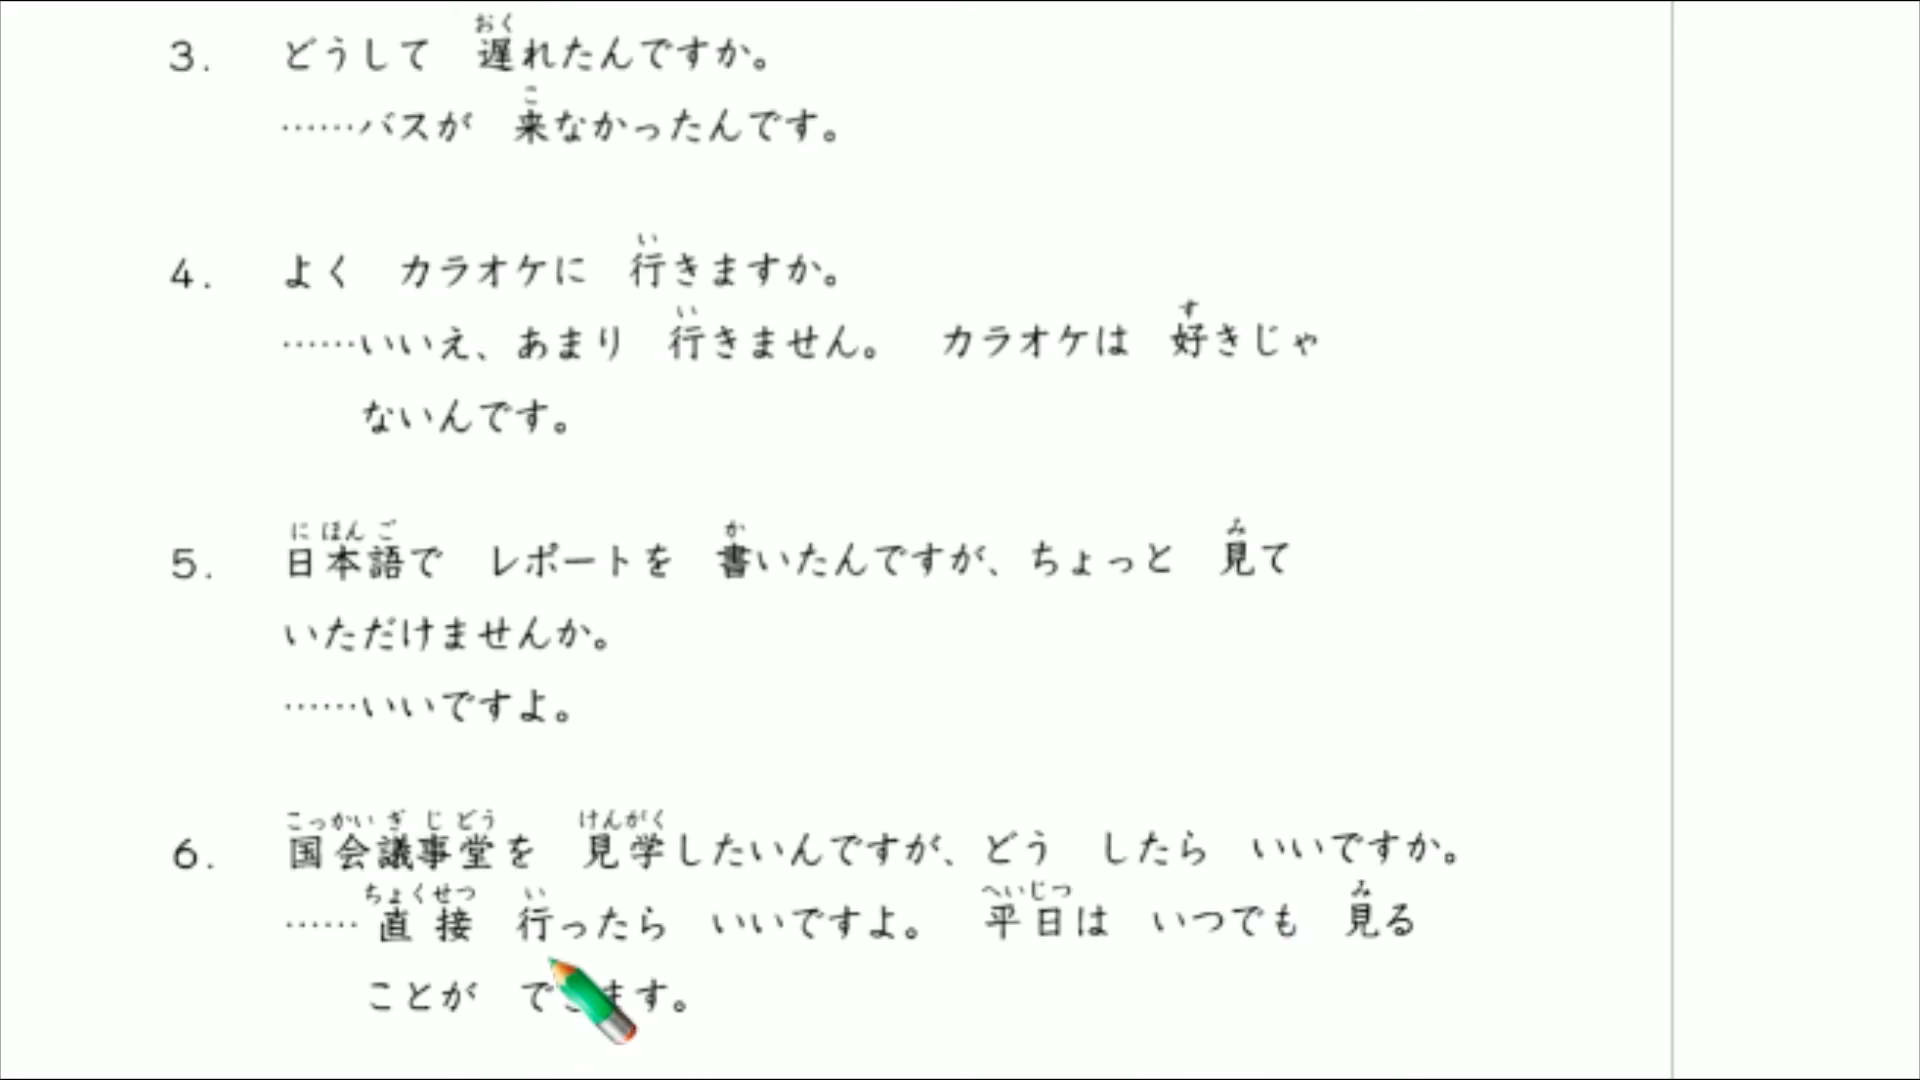 3. どうして 遅れたんですか。
……バスが 来なかったんです。
4. よく カラオケに 行きますか。
……いいえ、あまり 行きません。 カラオケは 好きじゃ
ないんです。
5. 日本語で レポートを 書いたんですが、ちょっと 見て
いただけませんか。
……いいですよ。
6. 国会議事堂を 見学したいんですが、どう したら いいですか。
……直接 行ったら いいですよ。 平日は いつでも 見る
ことが できます。